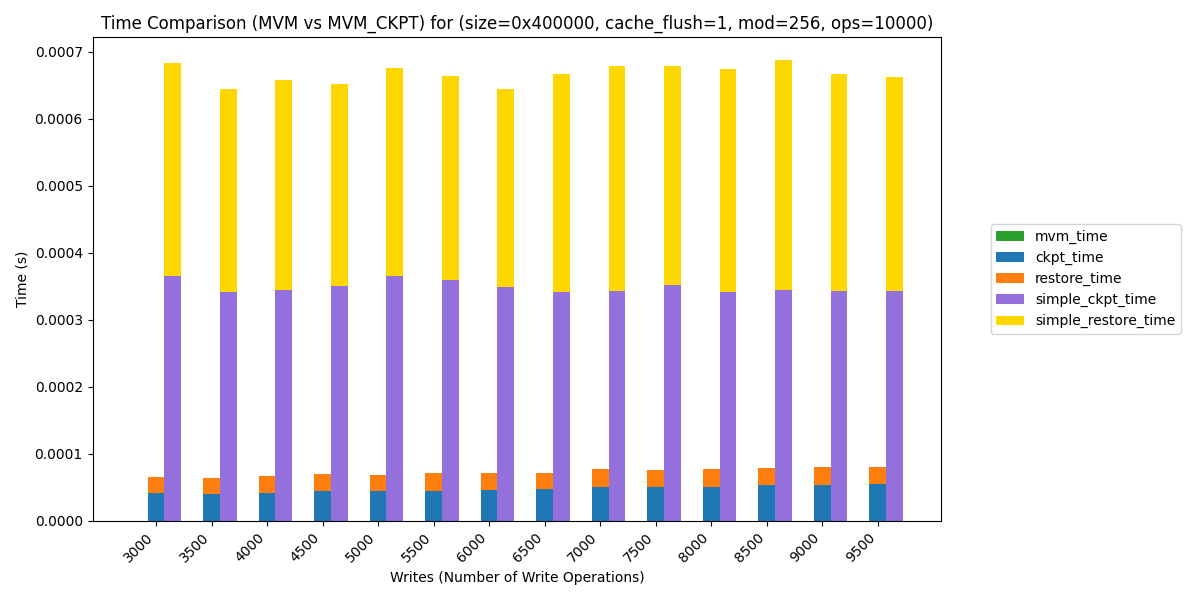 Time Comparison (MVM vs MVM_CKPT) for (size=0x400000, cache_flush=1, mod=256, ops=10000)
0.0007
0.0006
0.0005
0.0004
0.0003
0.0002
0.0001
0.0000
Time (s)
3000
3500
4000
4500
5000
5500
6000
6500
7000
7500
8000
8500
9000
9500
Writes (Number of Write Operations)
mvm_time
ckpt_time
restore_time
simple_ckpt_time
simple_restore_time